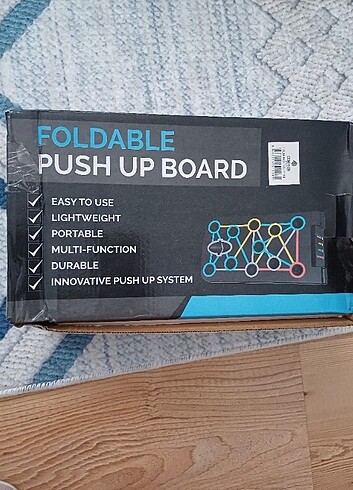 FOLDABLE
PUSH UP BOARD
EASY TO USE
LIGHTWEIGHT
PORTABLE
MULTI-FUNCTION
DURABLE
INNOVATIVE PUSH UP SYSTEM